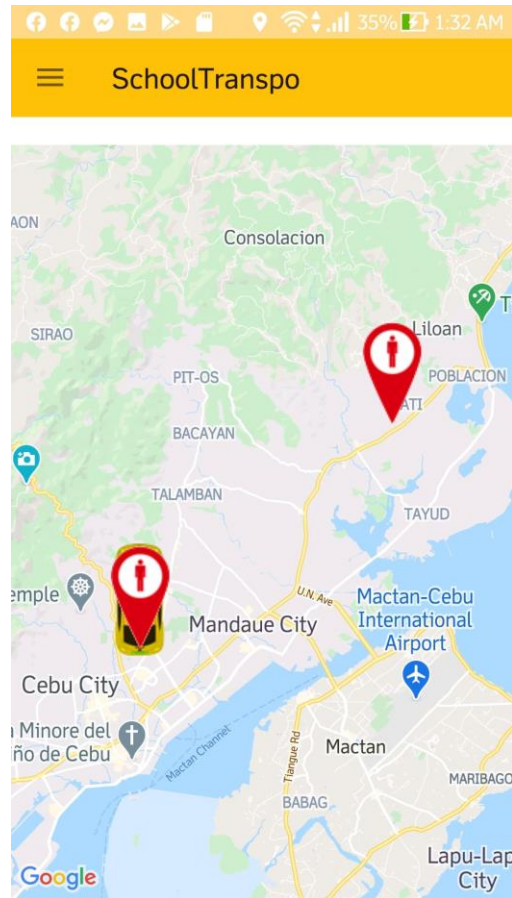 35% 1:32 AM
SchoolTranspo
AON
Consolacion
T
SIRAO
Liloan
PIT-OS
POBLACION
ATI
BACAYAN
TALAMBAN
TAYUD
emple
U.N. Ave
Mactan-Cebu
International
Airport
Mandaue City
Cebu City
a Minore del
iño de Cebu
Mactan Channel
Tiangue Rd
Mactan
MARIBAGO
BABAG
Lapu-Lap
City
Google